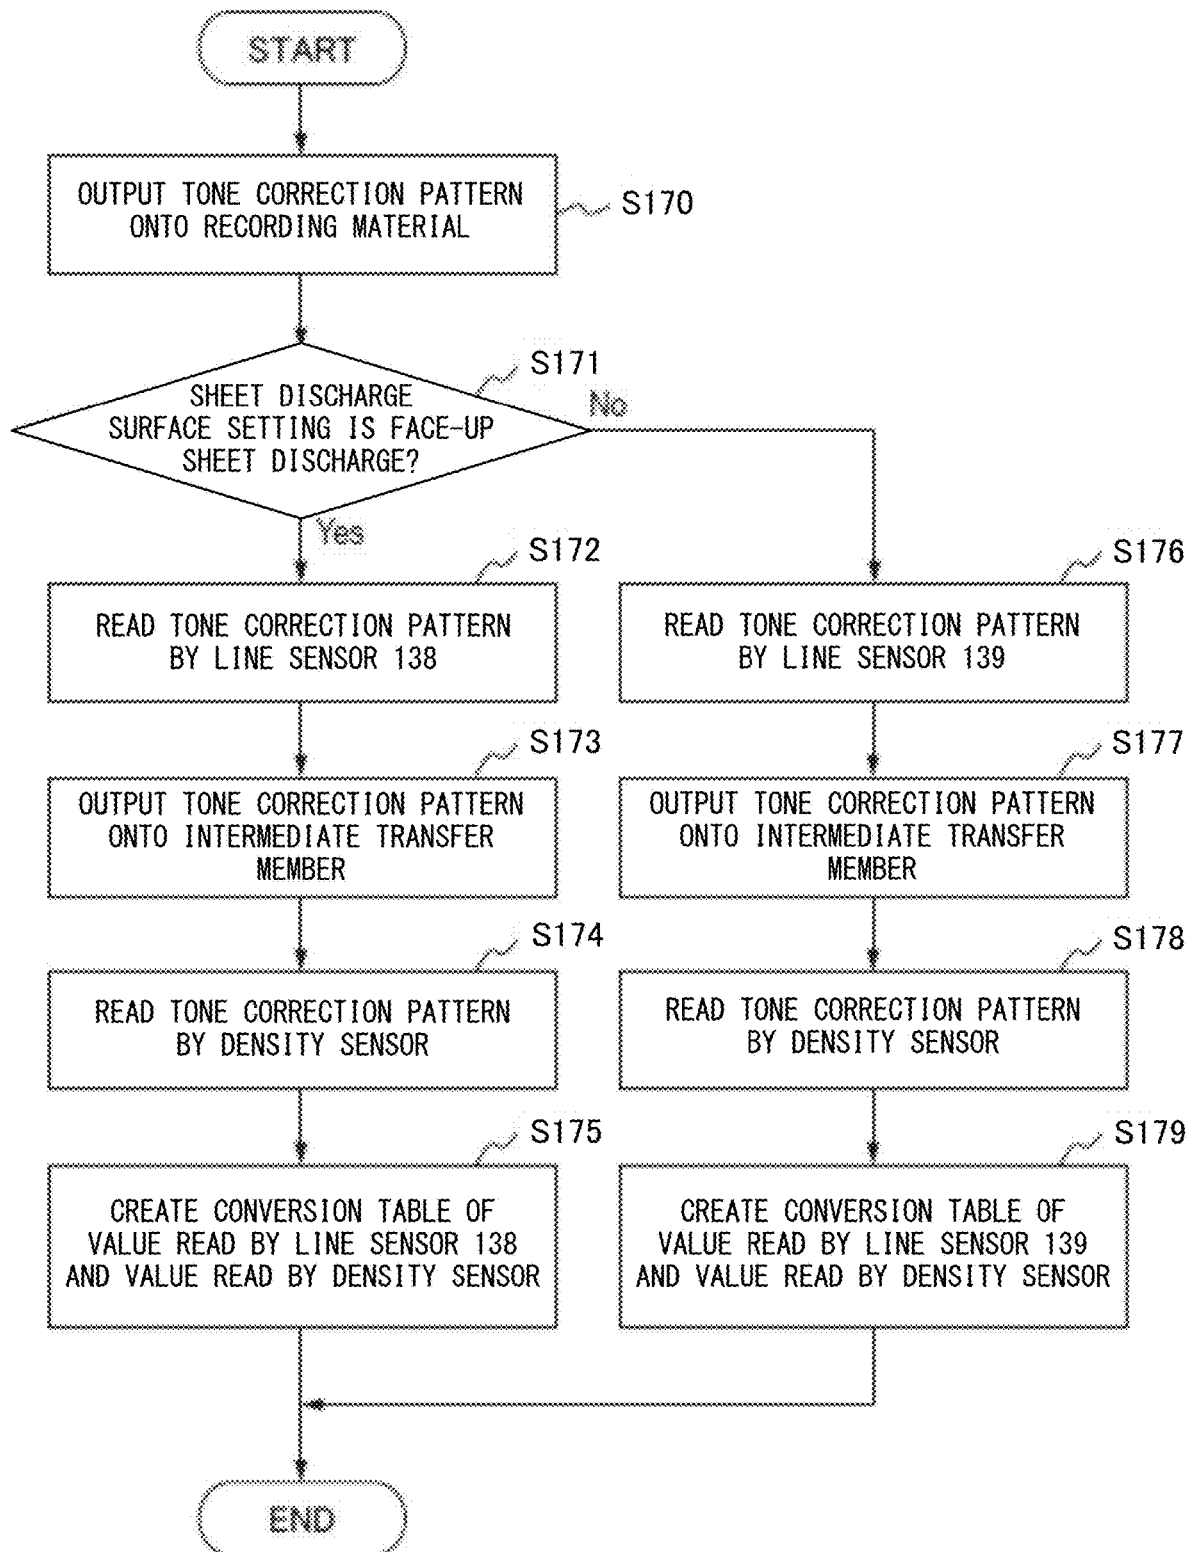 START
OUTPUT TONE CORRECTION PATTERN
ONTO RECORDING MATERIAL
S170
S171
SHEET DISCHARGE
SURFACE SETTING IS FACE-UP
SHEET DISCHARGE?
No
Yes
S172
READ TONE CORRECTION PATTERN
BY LINE SENSOR 138
S173
OUTPUT TONE CORRECTION PATTERN
ONTO INTERMEDIATE TRANSFER
MEMBER
S174
READ TONE CORRECTION PATTERN
BY DENSITY SENSOR
S175
CREATE CONVERSION TABLE OF
VALUE READ BY LINE SENSOR 138
AND VALUE READ BY DENSITY SENSOR
S176
READ TONE CORRECTION PATTERN
BY LINE SENSOR 139
S177
OUTPUT TONE CORRECTION PATTERN
ONTO INTERMEDIATE TRANSFER
MEMBER
S178
READ TONE CORRECTION PATTERN
BY DENSITY SENSOR
S179
CREATE CONVERSION TABLE OF
VALUE READ BY LINE SENSOR 139
AND VALUE READ BY DENSITY SENSOR
END